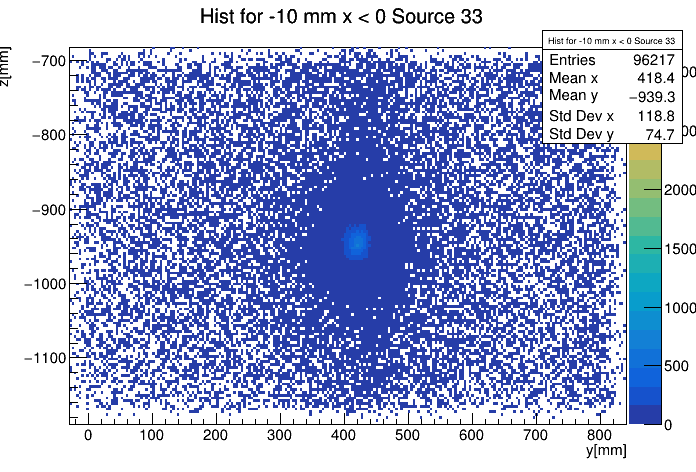 Hist for -10 mm x < 0 Source 33
Hist for -10 mm x < 0 Source 33
Entries 96217
Mean x 418.4
Mean y −939.3
Std Dev x 118.8
Std Dev y 74.7
z[mm]
−700
−800
−900
−1000
−1100
0 100 200 300 400 500 600 700 800
y[mm]
2000
1500
1000
500
0